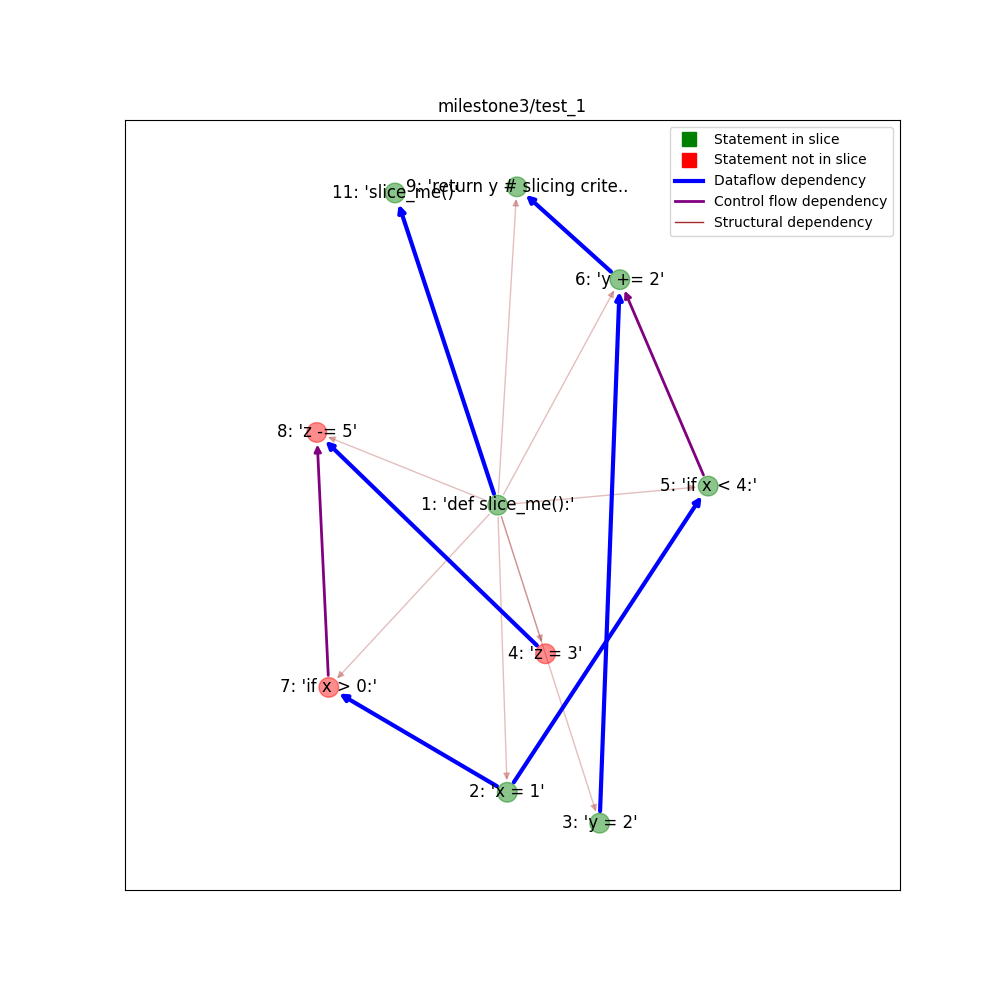 milestone3/test_1
Statement in slice
Statement not in slice
Dataflow dependency
Control flow dependency
Structural dependency
9: 'return y # slicing crite..
11: 'slice_me()'
6: 'y += 2'
8: 'z -= 5'
5: 'if x < 4:'
1: 'def slice_me():'
4: 'z = 3'
7: 'if x > 0:'
2: 'x = 1'
3: 'y = 2'